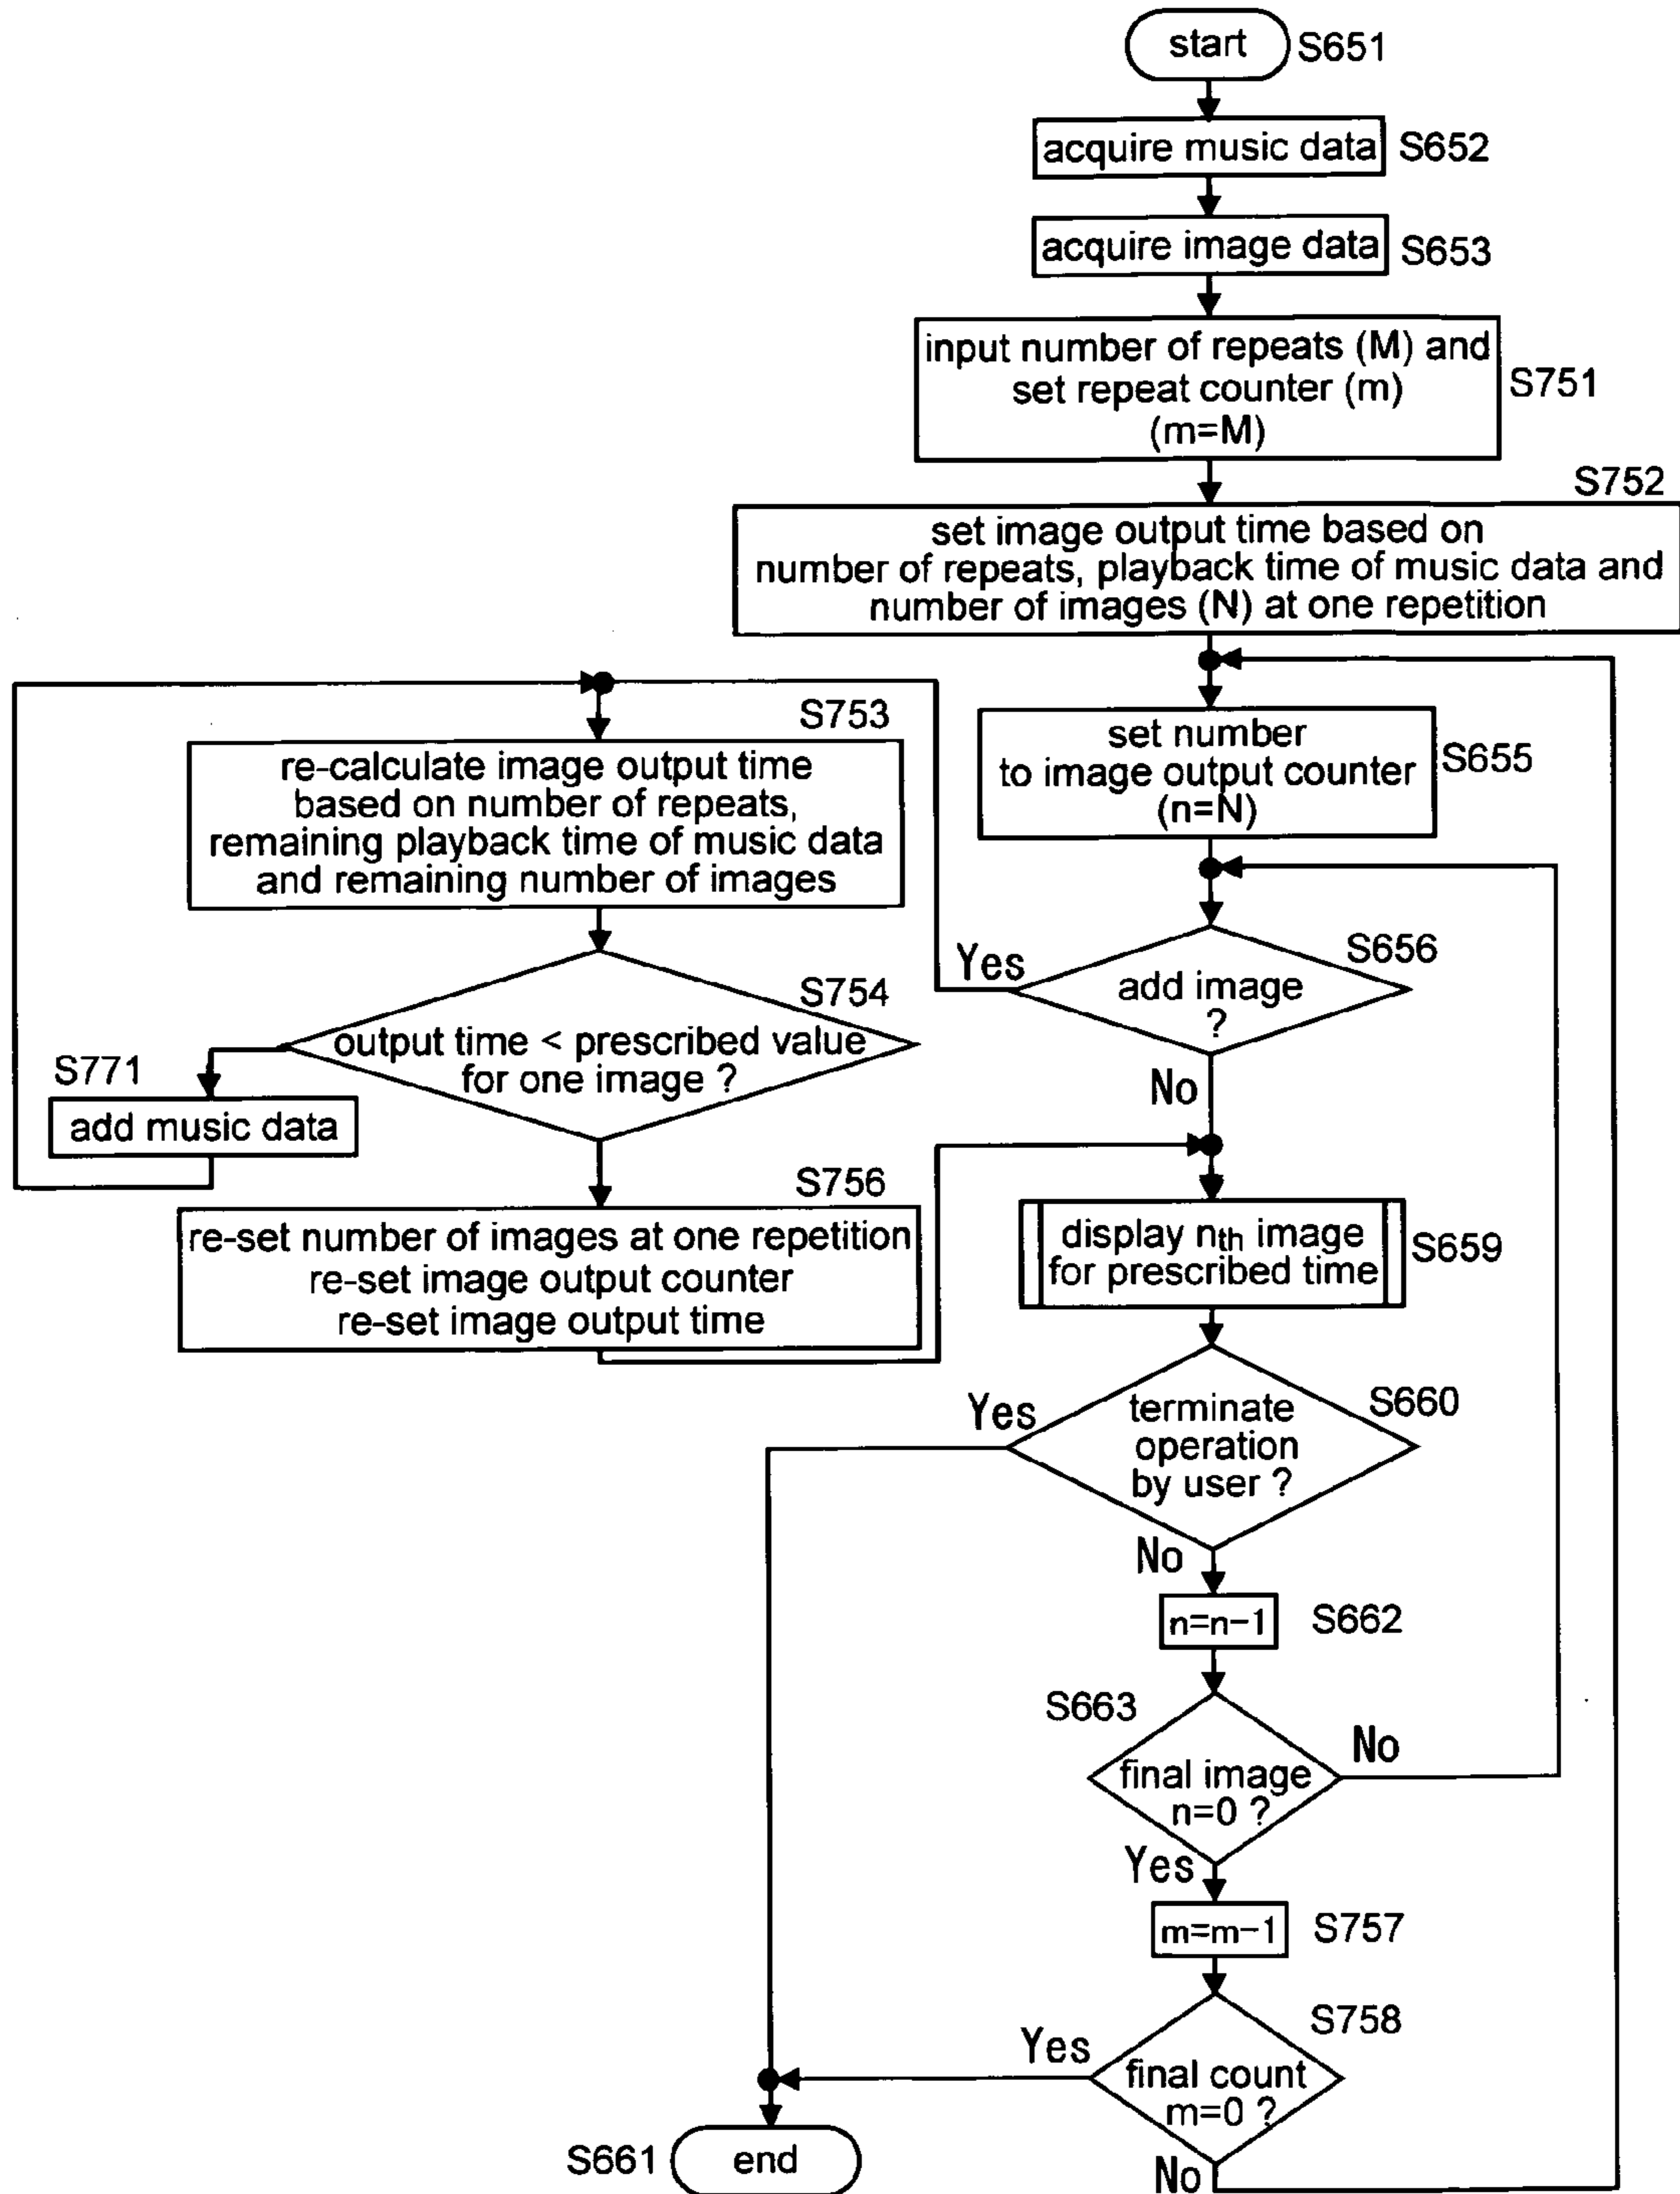 start
S651
acquire music data
S652
acquire image data
S653
input number of repeats (M) and
set repeat counter (m)
(m=M)
S751
S752
set image output time based on
number of repeats, playback time of music data and
number of images (N) at one repetition
S753
re-calculate image output time
based on number of repeats,
remaining playback time of music data
and remaining number of images
set number
to image output counter
(n=N)
S655
S656
Yes
add image
?
No
S754
output time < prescribed value
for one image ?
S771
add music data
S756
re-set number of images at one repetition
re-set image output counter
re-set image output time
display nth image
for prescribed time
S659
S660
Yes
terminate
operation
by user ?
No
n=n-1
S662
S663
final image
n=0 ?
No
Yes
m=m-1
S757
S758
Yes
final count
m=0 ?
No
S661
end